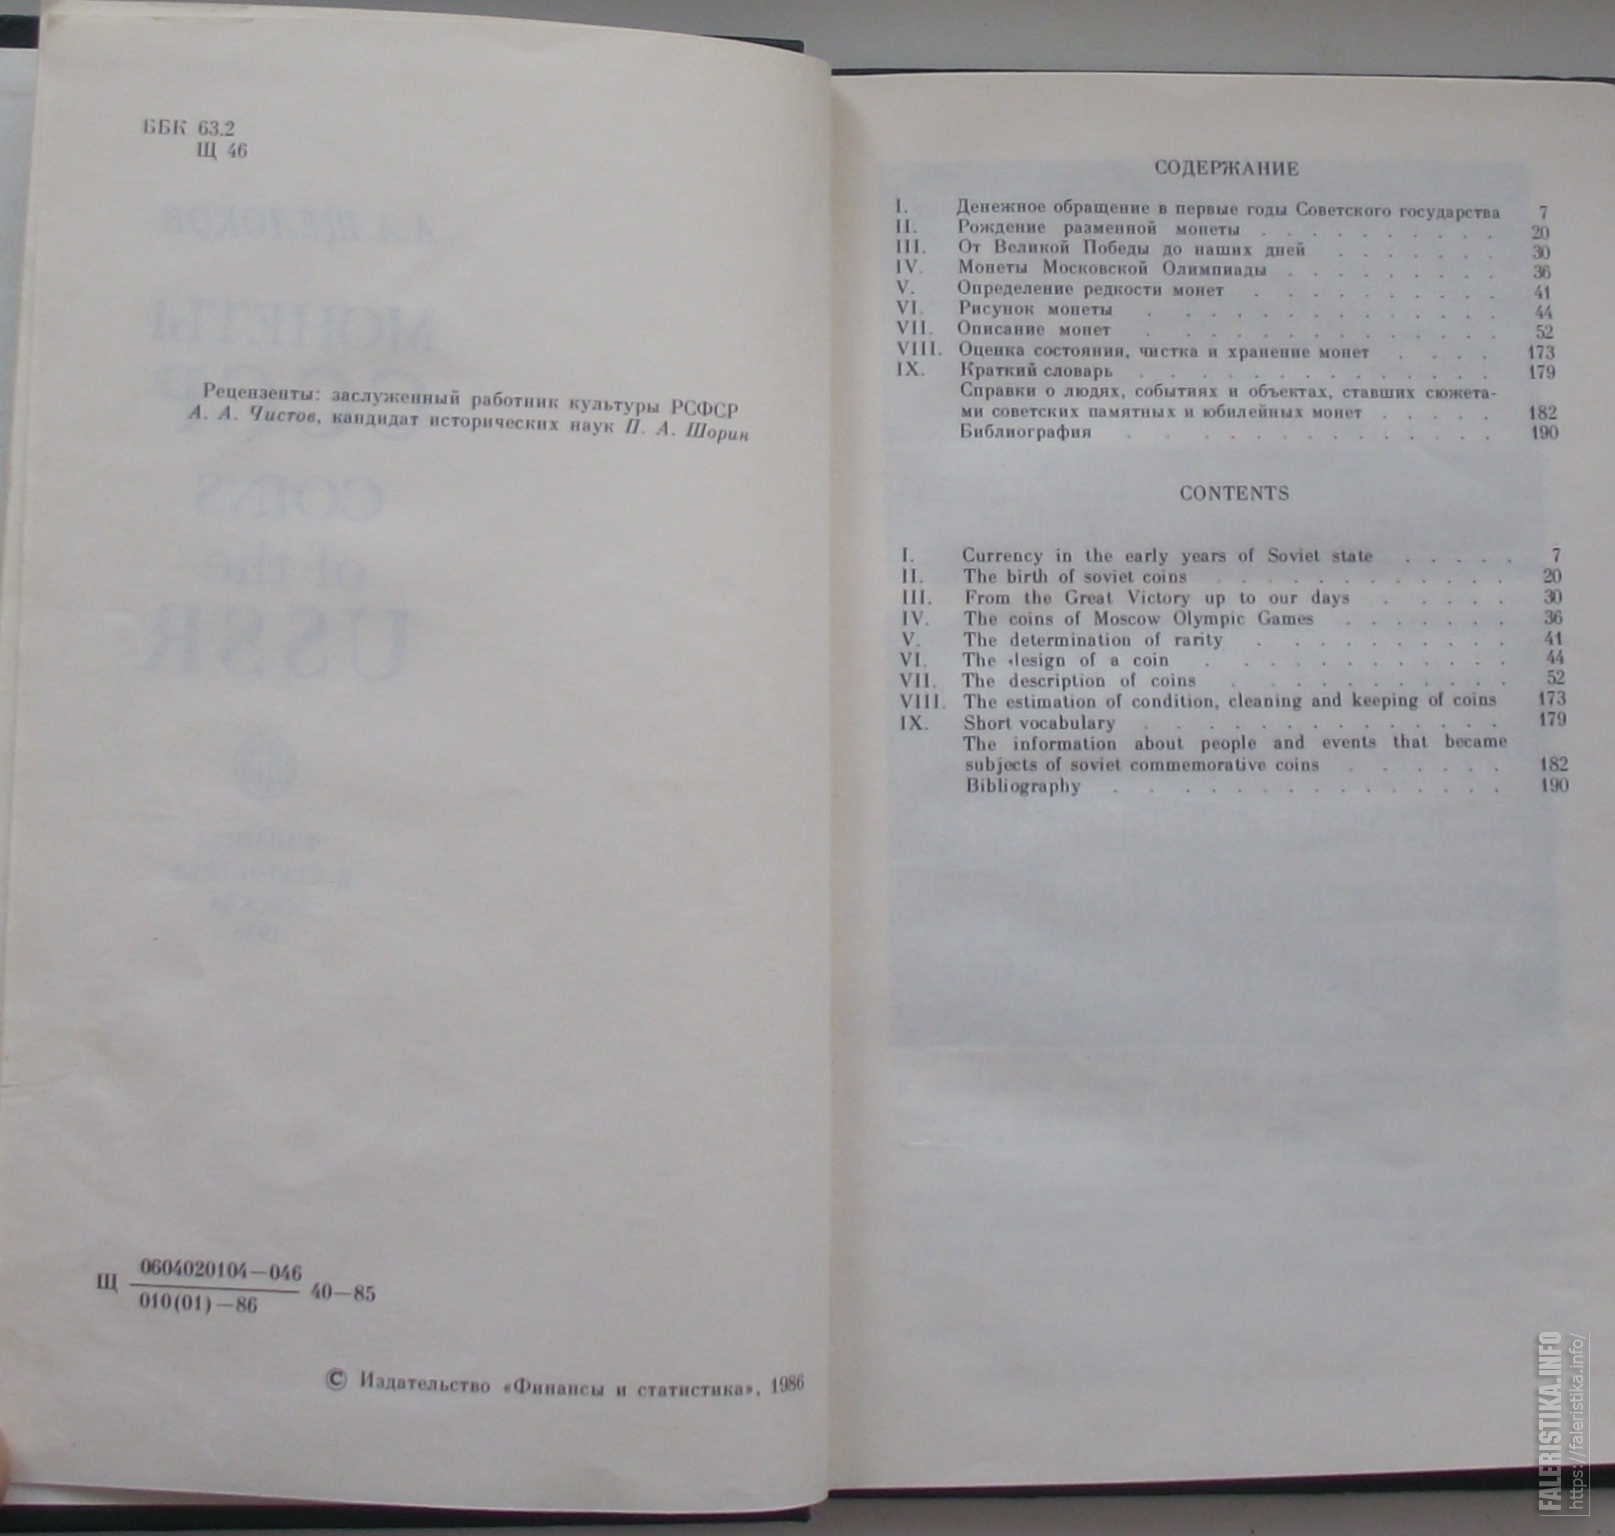 ББК 63.2
Щ 46
Рецензенты: заслуженный работник культуры РСФСР
А. А. Чистов, кандидат исторических наук П. А. Шорин
Щ 0604020104—046 40—85
010(01)—86
© Издательство «Финансы и статистика», 1986
СОДЕРЖАНИЕ
I. Денежное обращение в первые годы Советского государства 7
II. Рождение разменной монеты 20
III. От Великой Победы до наших дней 30
IV. Монеты Московской Олимпиады 36
V. Определение редкости монет 41
VI. Рисунок монеты 44
VII. Описание монет 52
VIII. Оценка состояния, чистка и хранение монет 173
IX. Краткий словарь 179
Справки о людях, событиях и объектах, ставших сюжета-
ми советских памятных и юбилейных монет 182
Библиография 190
CONTENTS
I. Currency in the early years of Soviet state 7
II. The birth of soviet coins 20
III. From the Great Victory up to our days 30
IV. The coins of Moscow Olympic Games 36
V. The determination of rarity 41
VI. The design of a coin 44
VII. The description of coins 52
VIII. The estimation of condition, cleaning and keeping of coins 173
IX. Short vocabulary 179
The information about people and events that became
subjects of soviet commemorative coins 182
Bibliography 190
А.А ЩЕЛОКОВ
МОНЕТЫ
СССР
COINS
of the
USSR
FALERISTIKA.INFO
https://faleristika.info/